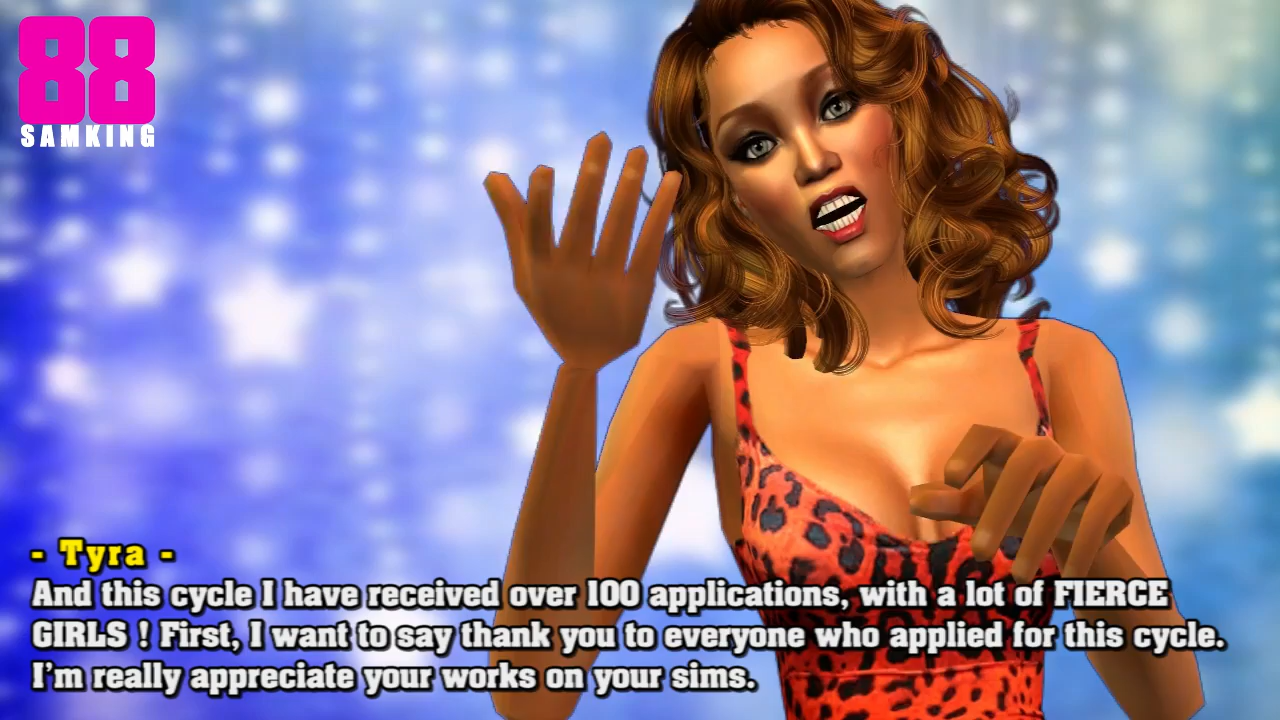 88
SAMKING
- Tyra -
And this cycle I have received over 100 applications, with a lot of FIERCE
GIRLS ! First, I want to say thank you to everyone who applied for this cycle.
I'm really appreciate your works on your sims.